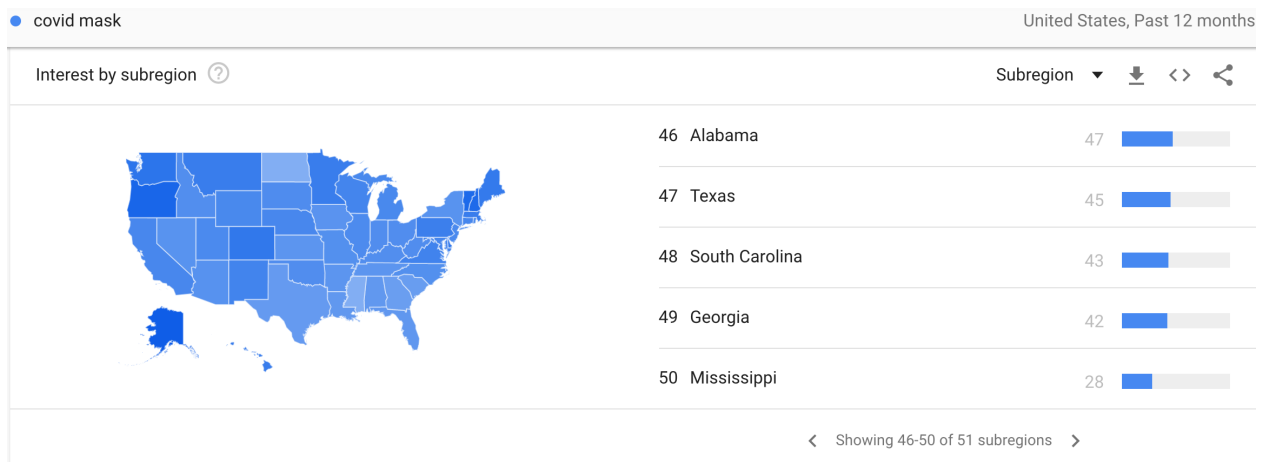 covid mask United States, Past 12 months
Interest by subregion ? Subregion
46 Alabama 47
47 Texas 45
48 South Carolina 43
49 Georgia 42
50 Mississippi 28
Showing 46-50 of 51 subregions